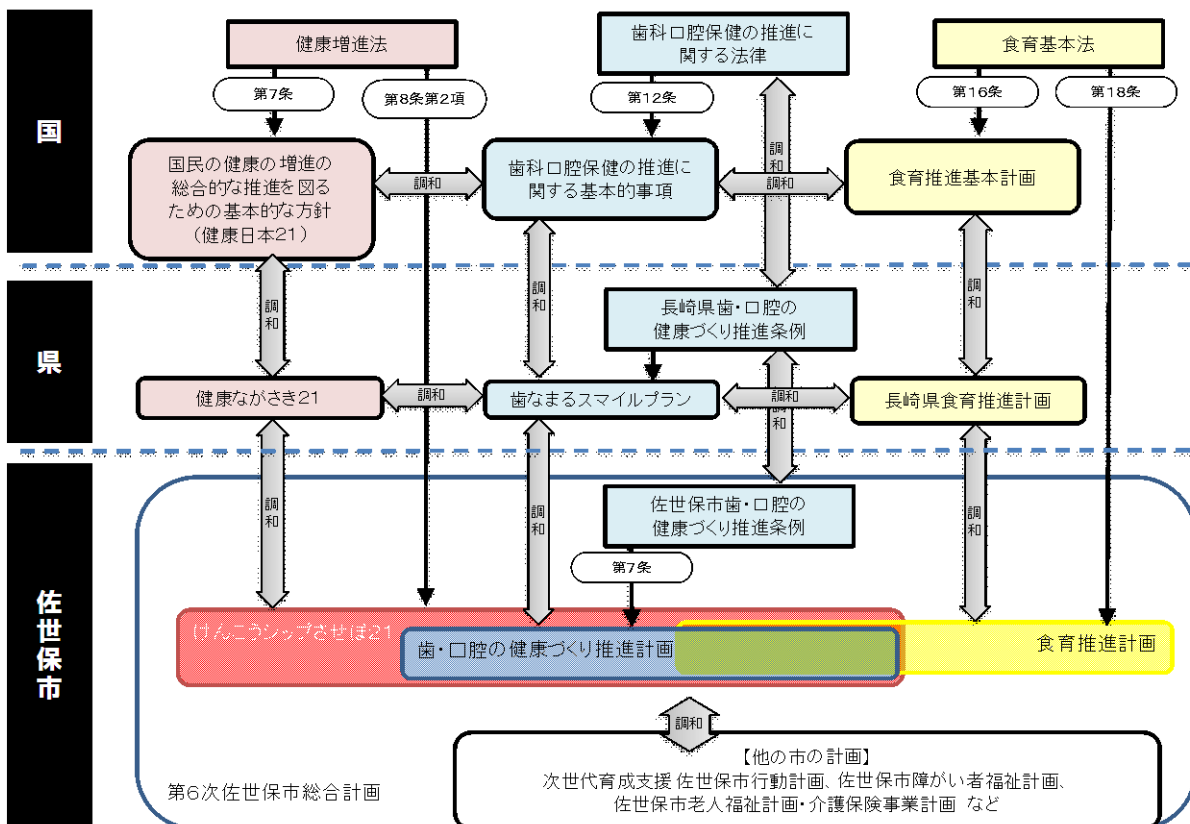 国
健康増進法
歯科口腔保健の推進に
関する法律
食育基本法
第7条
第8条第2項
第12条
第16条
第18条
国民の健康の増進の
総合的な推進を図る
ための基本的な方針
(健康日本21)
調和
歯科口腔保健の推進に
関する基本的事項
調和
調和
食育推進基本計画
県
調和
調和
長崎県歯・口腔の
健康づくり推進条例
調和
健康ながさき21
調和
歯なまるスマイルプラン
調和
調和
長崎県食育推進計画
佐世保市
調和
調和
佐世保市歯・口腔の
健康づくり推進条例
調和
第7条
けんこうシップさせぼ21
歯・口腔の健康づくり推進計画
食育推進計画
調和
【他の市の計画】
次世代育成支援佐世保市行動計画、佐世保市障がい者福祉計画、
佐世保市老人福祉計画・介護保険事業計画 など
第6次佐世保市総合計画